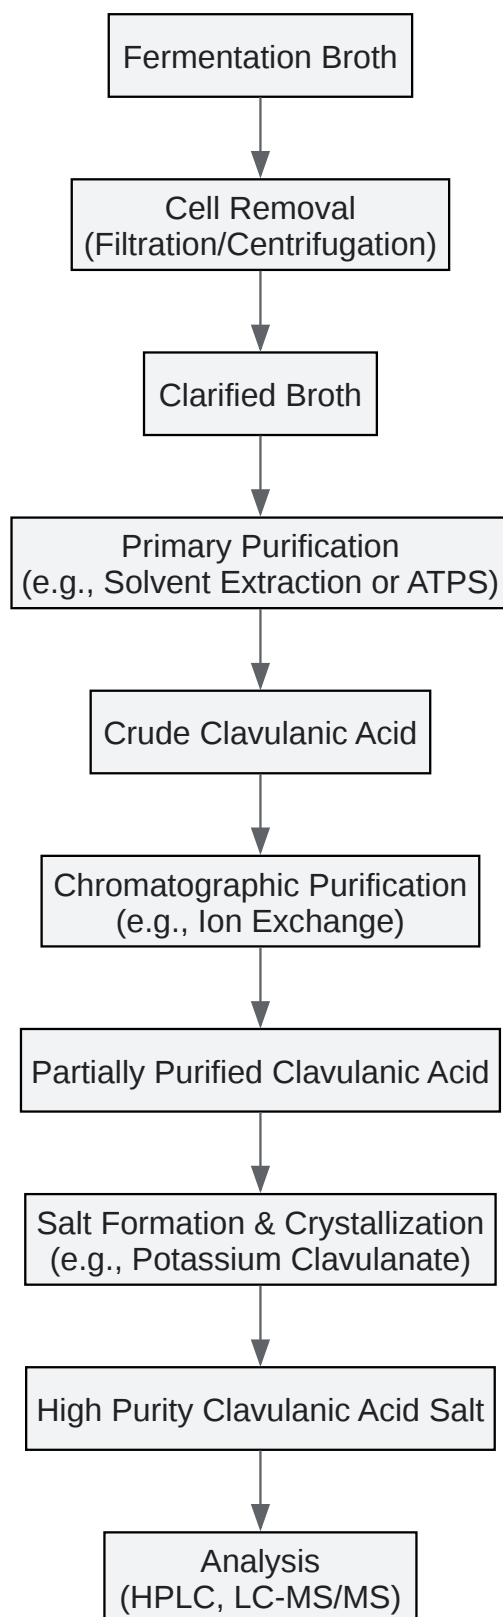 Fermentation Broth
Cell Removal
(Filtration/Centrifugation)
Clarified Broth
Primary Purification
(e.g., Solvent Extraction or ATPS)
Crude Clavulanic Acid
Chromatographic Purification
(e.g., Ion Exchange)
Partially Purified Clavulanic Acid
Salt Formation & Crystallization
(e.g., Potassium Clavulanate)
High Purity Clavulanic Acid Salt
Analysis
(HPLC, LC-MS/MS)